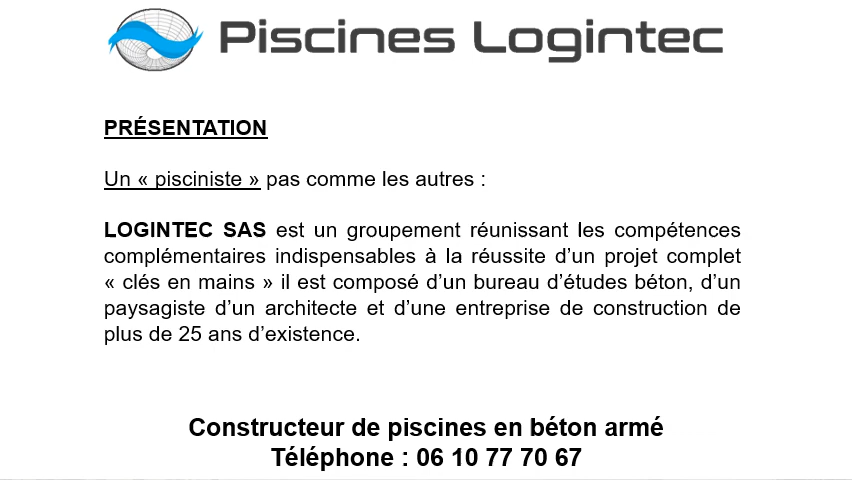 Piscines Logintec
PRÉSENTATION
Un « pisciniste » pas comme les autres :
LOGINTEC SAS est un groupement réunissant les compétences
complémentaires indispensables à la réussite d’un projet complet
« clés en mains » il est composé d’un bureau d’études béton, d’un
paysagiste d’un architecte et d’une entreprise de construction de
plus de 25 ans d’existence.
Constructeur de piscines en béton armé
Téléphone : 06 10 77 70 67